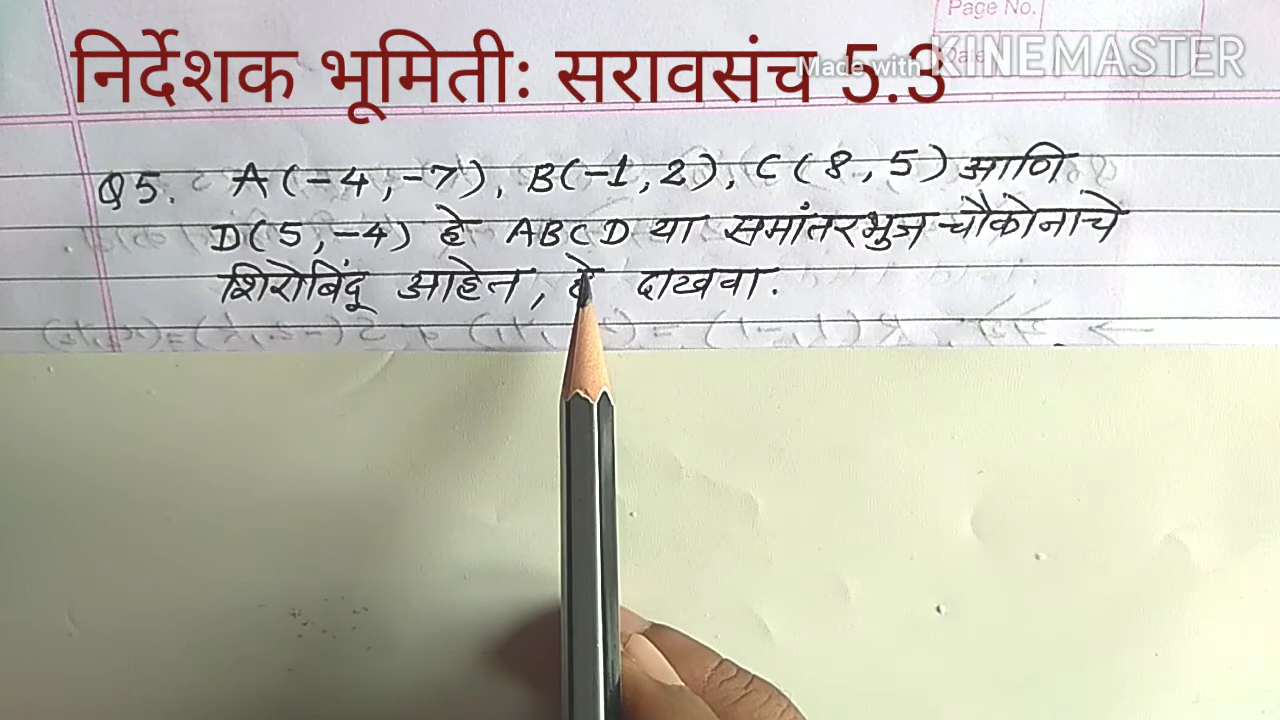 Page No.
Date
निर्देशक भूमितीः सरावसंच 5.3
Made with KINEMASTER
Q5. A(-4,-7), B(-1,2), C(8,5) आणि
D(5,-4) हे ABCD या समांतरभुज चौकोनाचे
शिरोबिंदू आहेत, हे दाखवा.